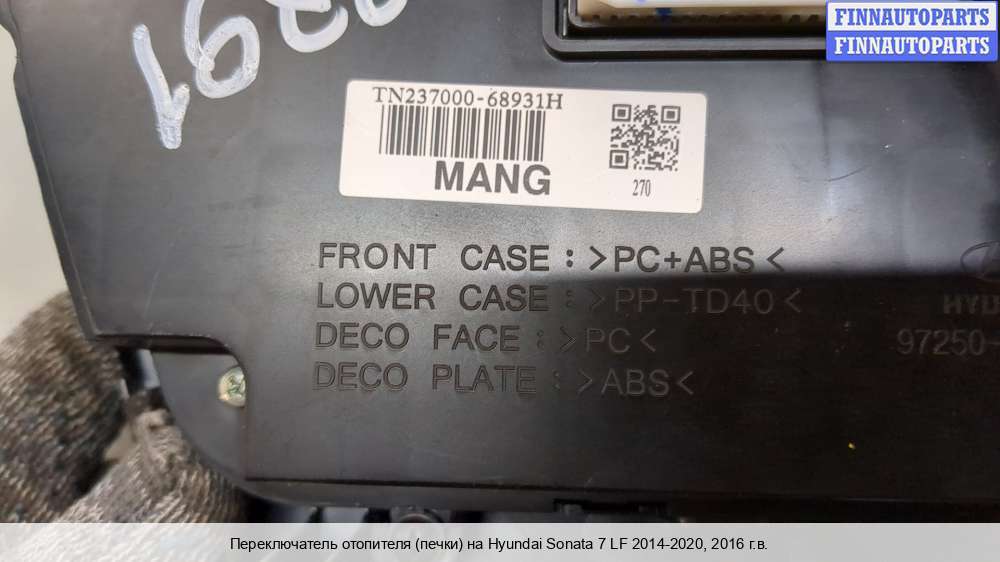 FINNAUTOPARTS
FINNAUTOPARTS
TN237000-68931H
MANG
270
FRONT CASE : >PC+ABS<
LOWER CASE : >PP-TD40<
DECO FACE : >PC<
DECO PLATE : >ABS<
97250
Переключатель отопителя (печки) на Hyundai Sonata 7 LF 2014-2020, 2016 г.в.